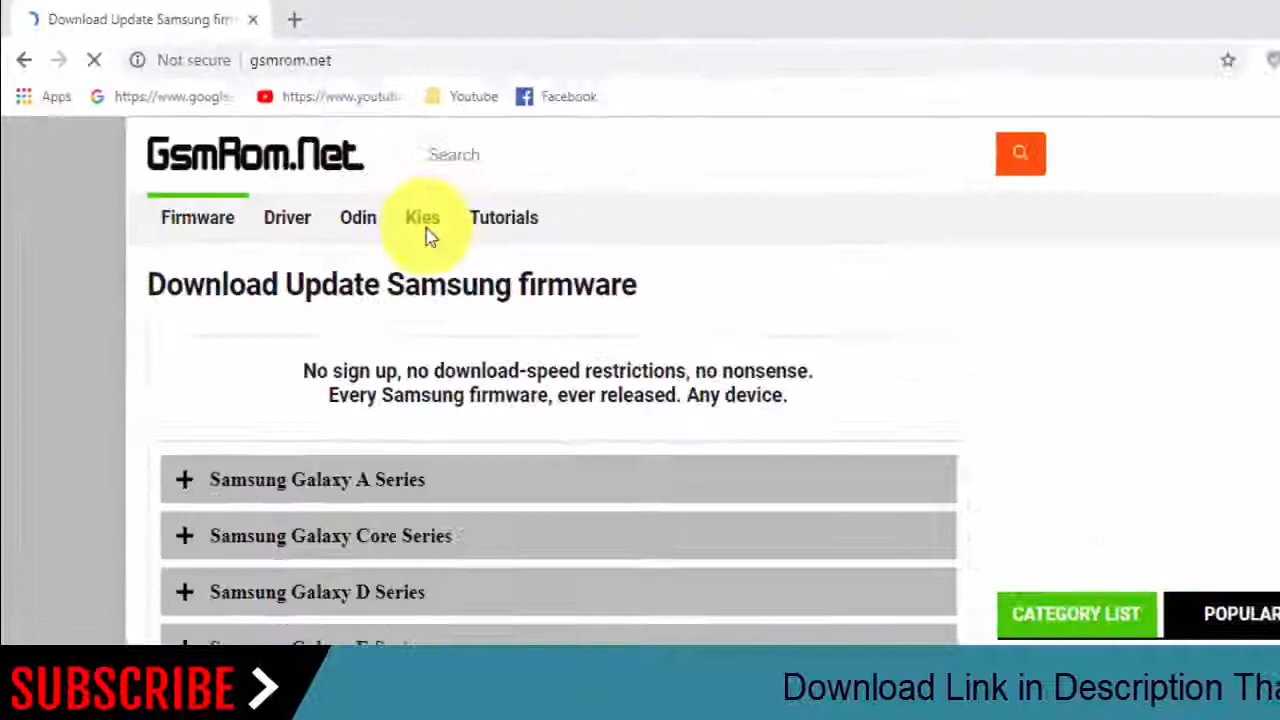 Download Update Samsung firm
Not secure | gsmrom.net
Apps https://www.google. https://www.youtub Youtube Facebook
GsmRom.Net Search
Firmware Driver Odin Kies Tutorials
Download Update Samsung firmware
No sign up, no download-speed restrictions, no nonsense.
Every Samsung firmware, ever released. Any device.
+ Samsung Galaxy A Series
+ Samsung Galaxy Core Series
+ Samsung Galaxy D Series
CATEGORY LIST POPULAR
SUBSCRIBE Download Link in Description Tha